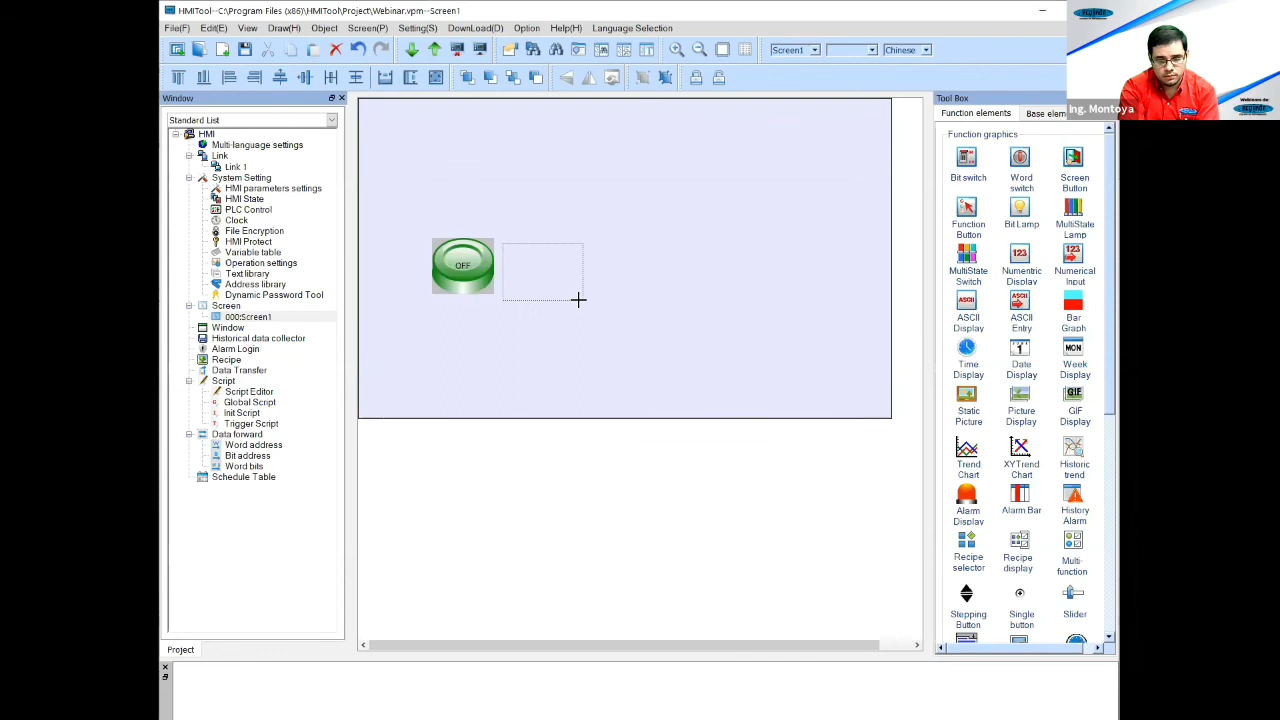 HMITool--C:\Program Files (x86)\HMITool\Project\Webinar.vpm--Screen1
File(F) Edit(E) View Draw(H) Object Screen(P) Setting(S) DownLoad(D) Option(O) Help(H) Language Selection
Screen1 Chinese
Window
Standard List
HMI
Multi-language settings
Link
Link 1
System Setting
HMI parameters settings
HMI State
PLC Control
Clock
File Encryption
HMI Protect
Variable table
Operation settings
Text library
Address library
Dynamic Password Tool
Screen
000:Screen1
Window
Historical data collector
Alarm Login
Recipe
Data Transfer
Script
Script Editor
Global Script
Init Script
Trigger Script
Data forward
Word address
Bit address
Word bits
Schedule Table
Project
OFF
Tool Box
Function elements Base elem
Function graphics
Bit switch Word switch Screen Button
Function Button Bit Lamp MultiState Lamp
MultiState Switch Numetric Display Numerical Input
ASCII Display ASCII Entry Bar Graph
Time Display Date Display Week Display
Static Picture Picture Display GIF Display
Trend Chart XYTrend Chart Historic trend
Alarm Display Alarm Bar History Alarm
Recipe selector Recipe display Multi-function
Stepping Button Single button Slider
Ing. Montoya
Webinars de: